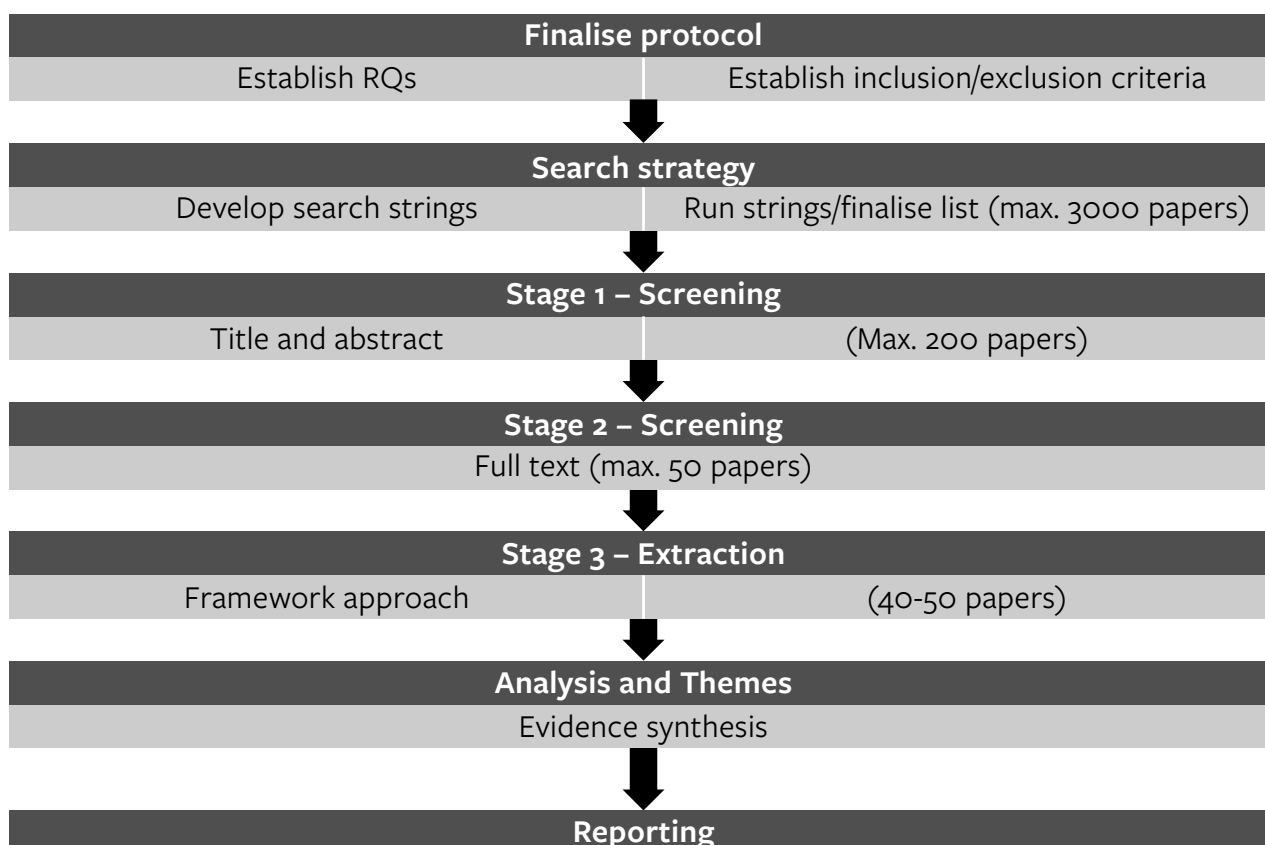 Finalise protocol
Establish RQs
Establish inclusion/exclusion criteria
Search strategy
Develop search strings
Run strings/finalise list (max. 3000 papers)
Stage 1 – Screening
Title and abstract
(Max. 200 papers)
Stage 2 – Screening
Full text (max. 50 papers)
Stage 3 – Extraction
Framework approach
(40-50 papers)
Analysis and Themes
Evidence synthesis
Reporting